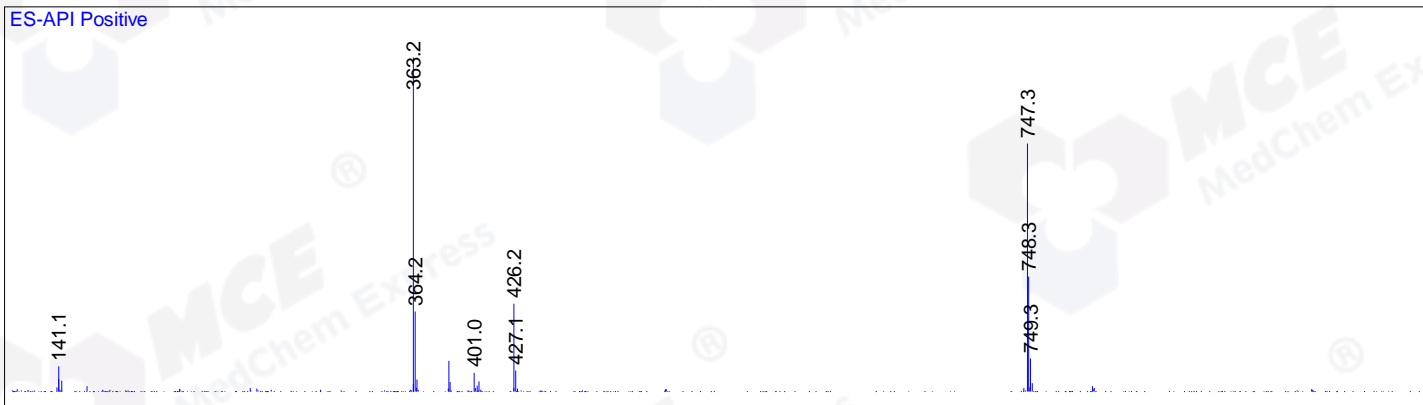 ES-API Positive
141.1
363.2
364.2
401.0
426.2
427.1
747.3
748.3
749.3
MCE
MedChem Express
®
MCE
MedChem Express
®
MCE
MedChem Ex
®